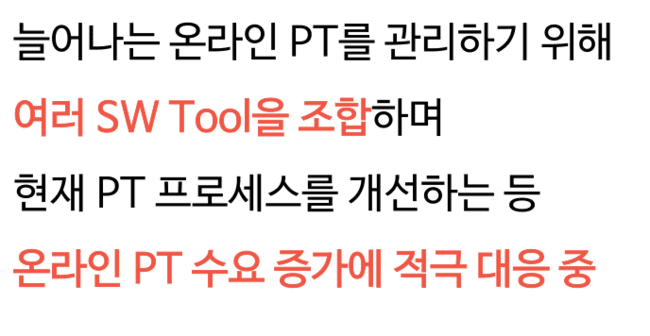 늘어나는 온라인 PT를 관리하기 위해
여러 SW Tool을 조합하며
현재 PT 프로세스를 개선하는 등
온라인 PT 수요 증가에 적극 대응 중